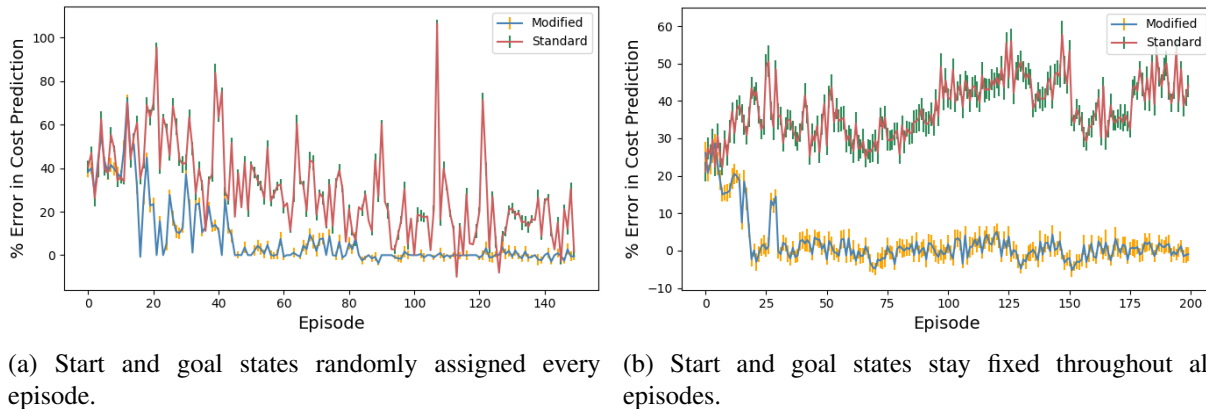 100
80
60
40
20
0
0 20 40 60 80 100 120 140
% Error in Cost Prediction
Episode
Modified
Standard
60
50
40
30
20
10
0
−10
0 25 50 75 100 125 150 175 200
% Error in Cost Prediction
Episode
Modified
Standard
(a) Start and goal states randomly assigned every
episode.
(b) Start and goal states stay fixed throughout al
episodes.